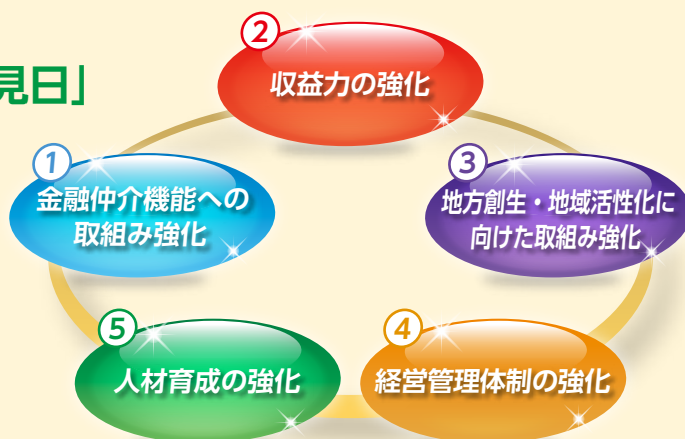 見日」
①
金融仲介機能への
取組み強化
②
収益力の強化
③
地方創生・地域活性化に
向けた取組み強化
④
経営管理体制の強化
⑤
人材育成の強化